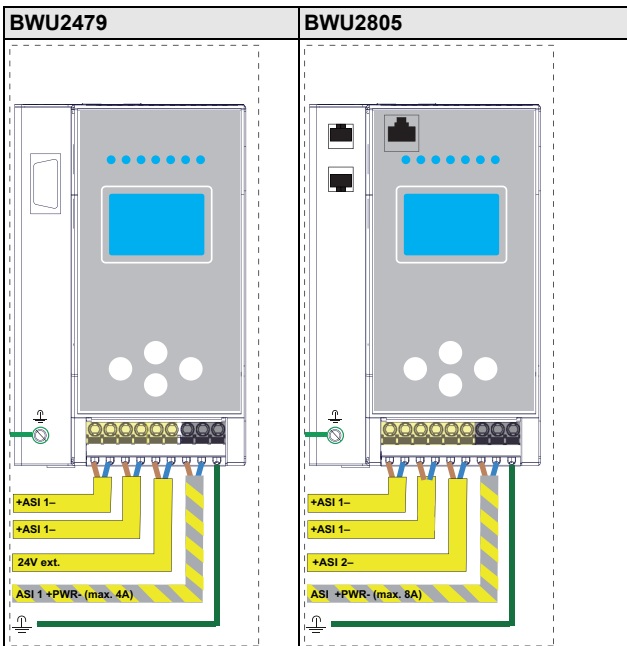 BWU2479
BWU2805
+ASI 1–
+ASI 1–
24V ext.
ASI 1 +PWR- (max. 4A)
+ASI 1–
+ASI 1–
+ASI 2–
ASI +PWR- (max. 8A)